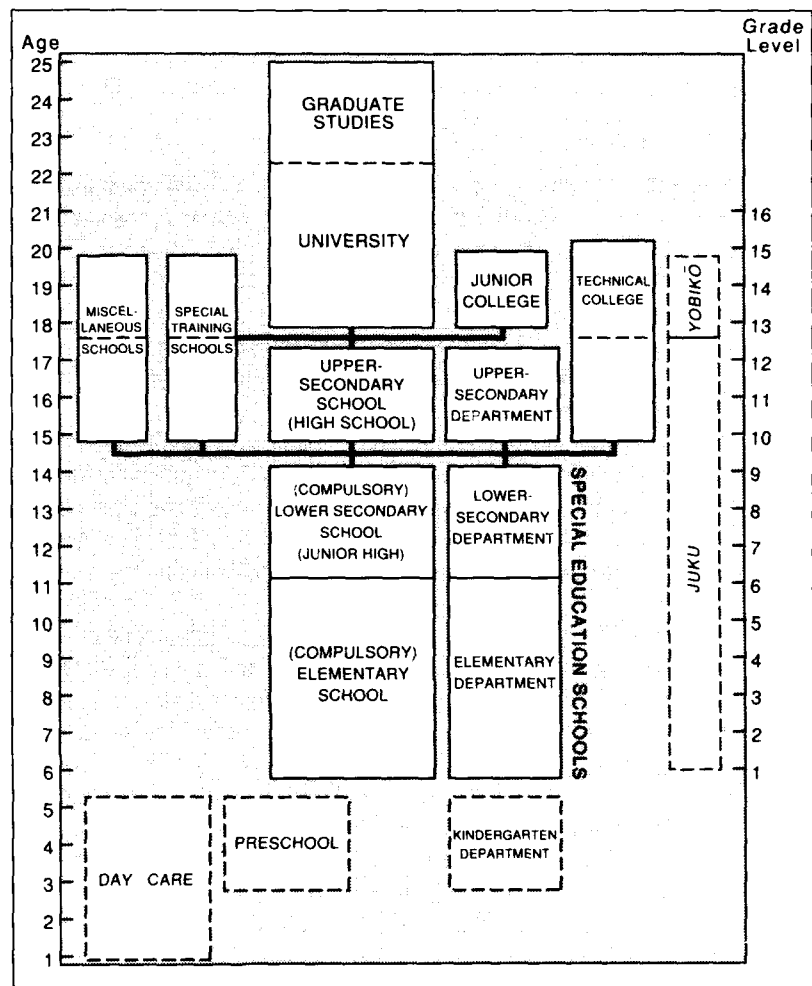 Age
Grade
Level
25
24
23
22
21
20
19
18
17
16
15
14
13
12
11
10
9
8
7
6
5
4
3
2
1
GRADUATE
STUDIES
UNIVERSITY
MISCEL-
LANEOUS
SCHOOLS
SPECIAL
TRAINING
SCHOOLS
JUNIOR
COLLEGE
TECHNICAL
COLLEGE
UPPER-
SECONDARY
SCHOOL
(HIGH SCHOOL)
UPPER-
SECONDARY
DEPARTMENT
(COMPULSORY)
LOWER SECONDARY
SCHOOL
(JUNIOR HIGH)
LOWER-
SECONDARY
DEPARTMENT
(COMPULSORY)
ELEMENTARY
SCHOOL
ELEMENTARY
DEPARTMENT
SPECIAL EDUCATION SCHOOLS
DAY CARE
PRESCHOOL
KINDERGARTEN
DEPARTMENT
YOBIKŌ
JUKU
16
15
14
13
12
11
10
9
8
7
6
5
4
3
2
1